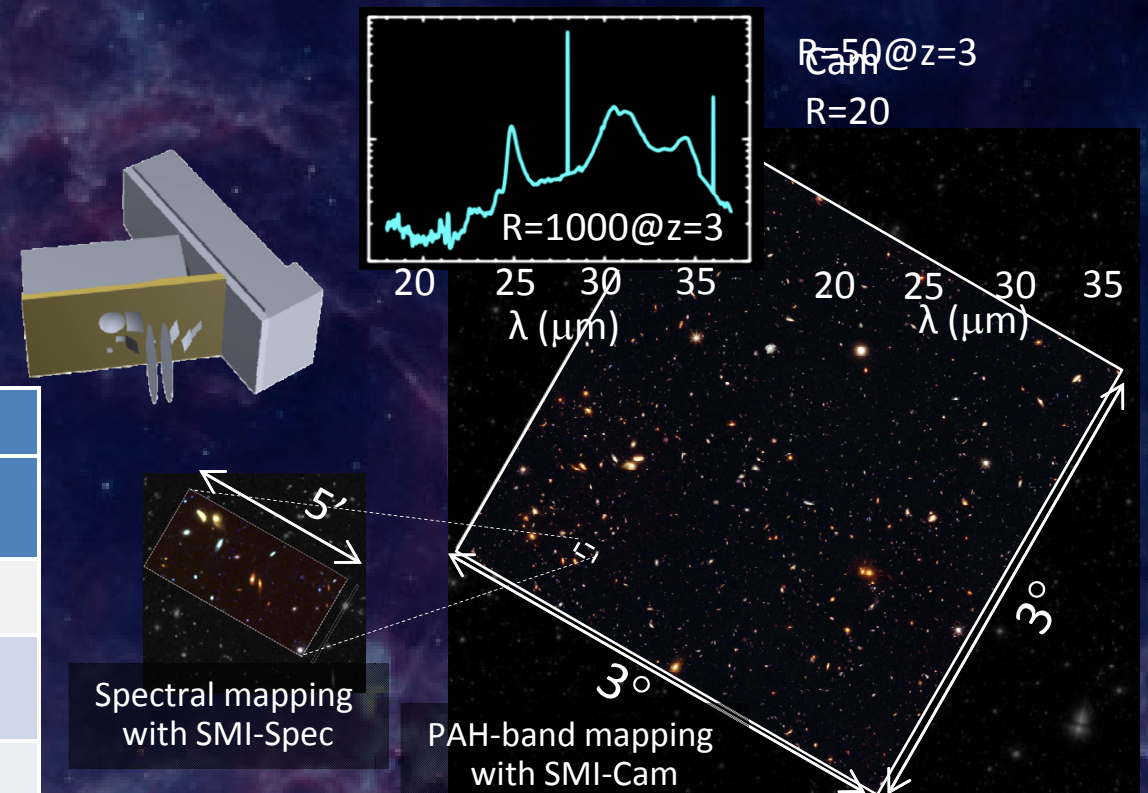 R=50@z=3
Cam
R=20
R=1000@z=3
20 25 30 35
λ (μm)
20 25 30 35
λ (μm)
5′
3°
3°
Spectral mapping
with SMI-Spec
PAH-band mapping
with SMI-Cam